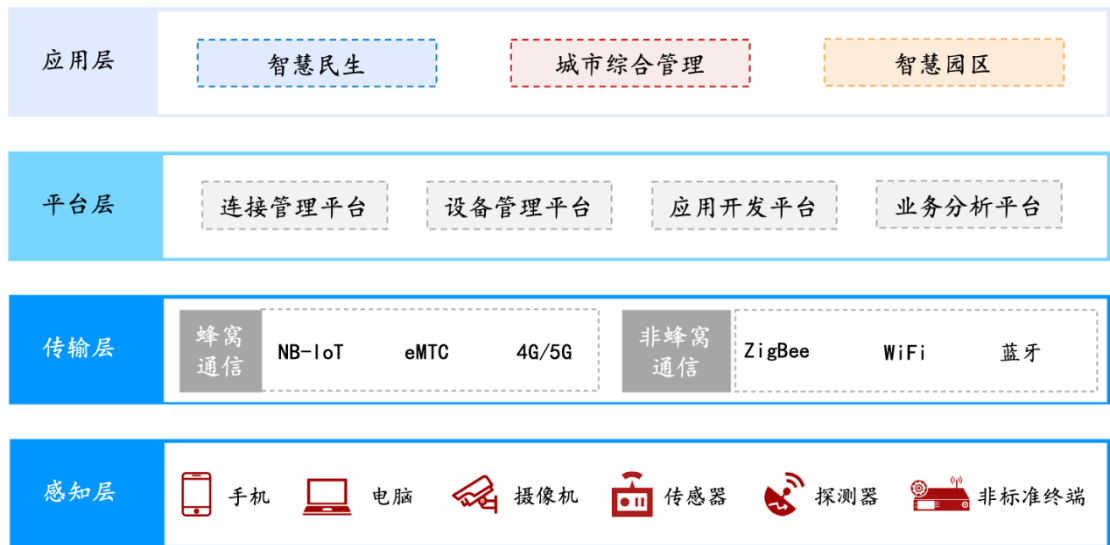 应用层
智慧民生
城市综合管理
智慧园区
平台层
连接管理平台
设备管理平台
应用开发平台
业务分析平台
传输层
蜂窝
通信
NB-IoT
eMTC
4G/5G
非蜂窝
通信
ZigBee
WiFi
蓝牙
感知层
手机
电脑
摄像机
传感器
探测器
非标准终端